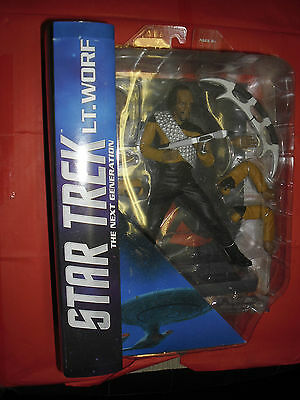 STAR TREK
THE NEXT GENERATION
LT. WORF